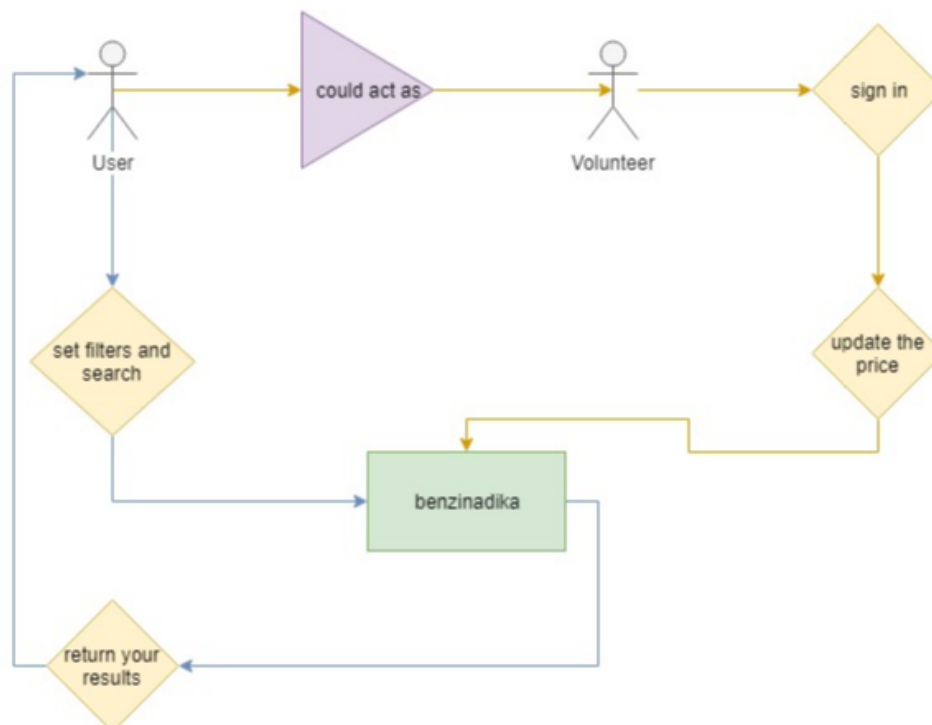 could act as
sign in
User
Volunteer
set filters and
search
update the
price
benzinadika
return your
results